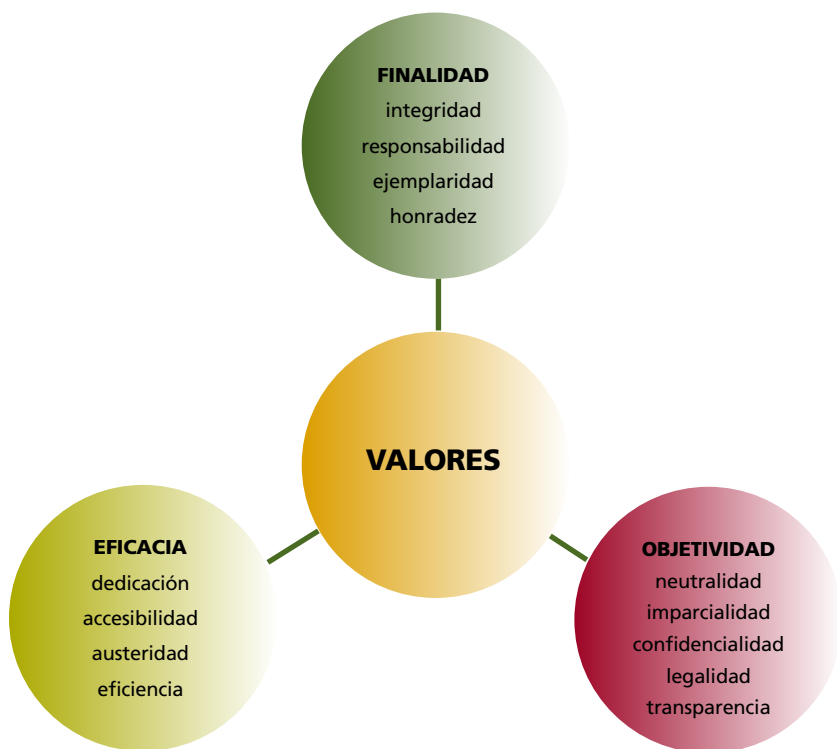 FINALIDAD
integridad
responsabilidad
ejemplaridad
honradez
VALORES
EFICACIA
dedicación
accesibilidad
austeridad
eficiencia
OBJETIVIDAD
neutralidad
imparcialidad
confidencialidad
legalidad
transparencia